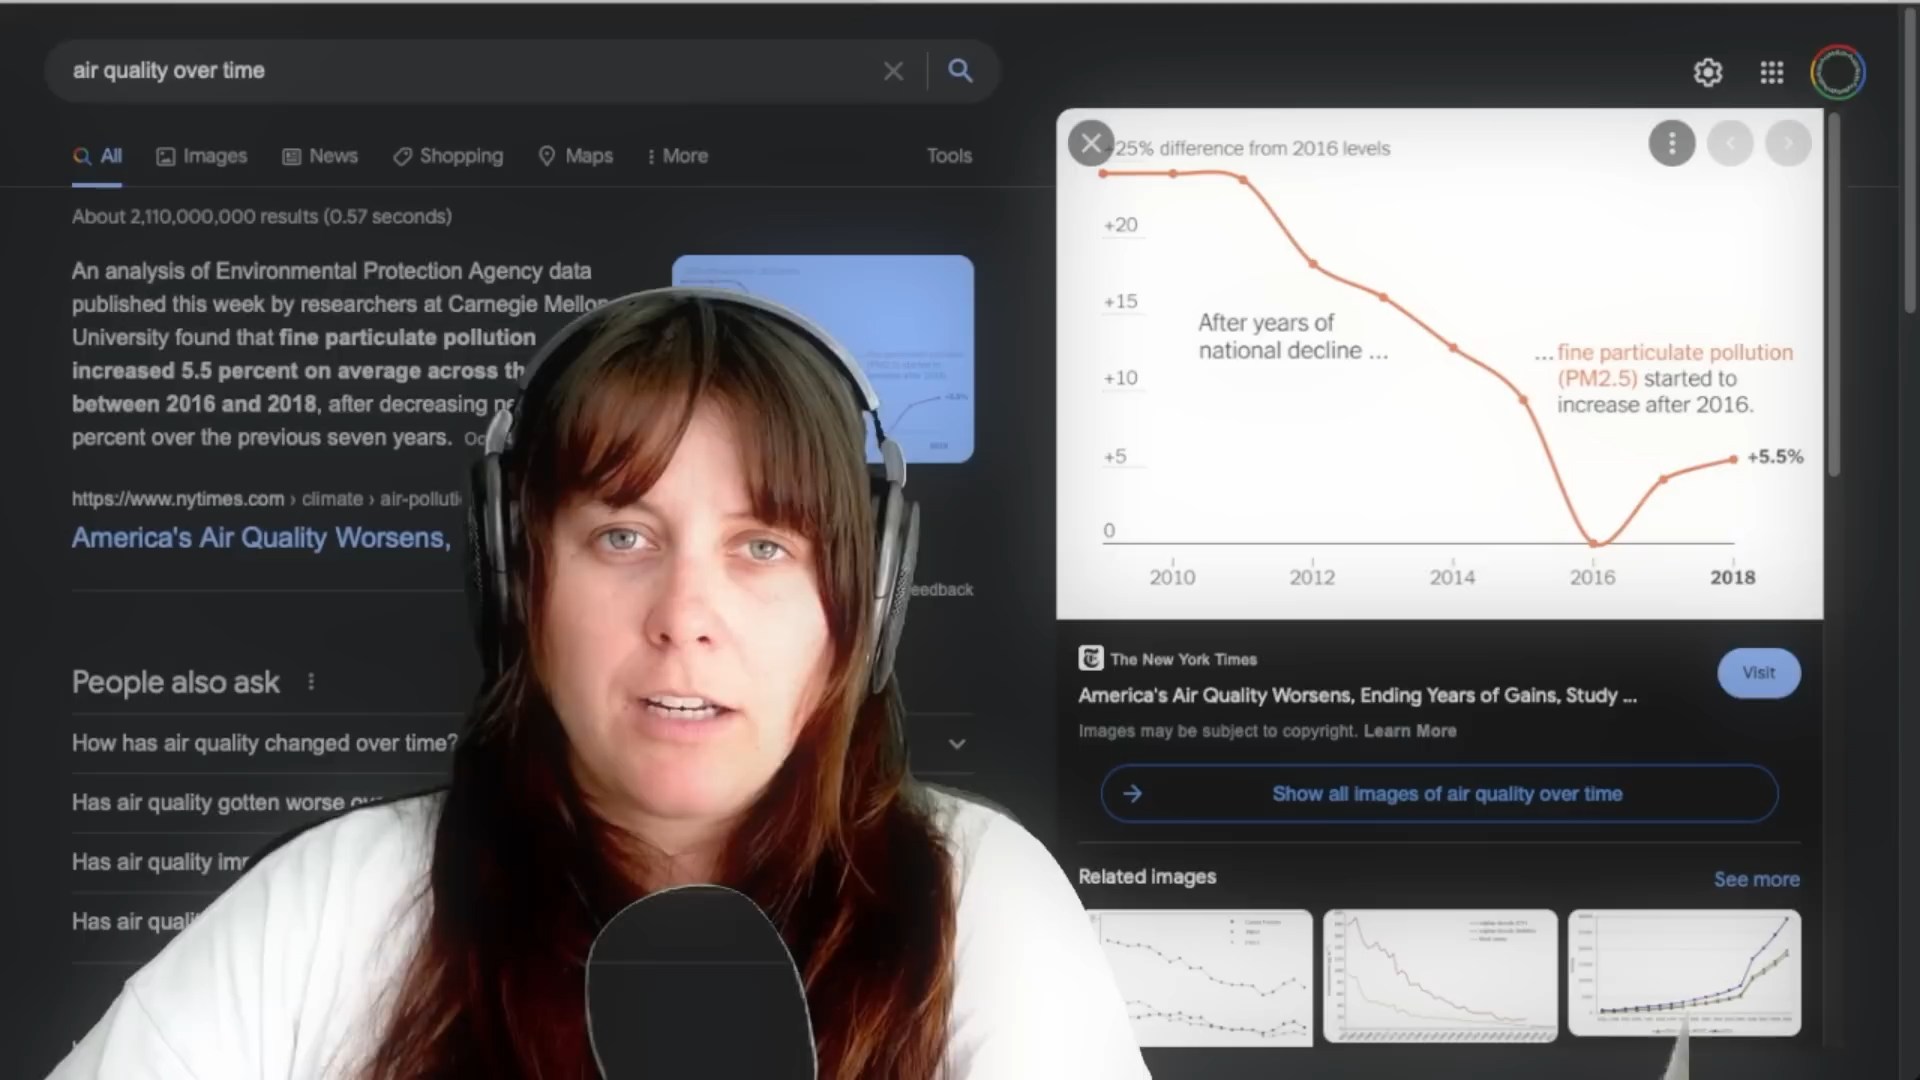 air quality over time
All
Images
News
Shopping
Maps
More
Tools
About 2,110,000,000 results (0.57 seconds)
An analysis of Environmental Protection Agency data
published this week by researchers at Carnegie Mellon
University found that fine particulate pollution
increased 5.5 percent on average across th
between 2016 and 2018, after decreasing
percent over the previous seven years.
https://www.nytimes.com › climate › air-polluti
America's Air Quality Worsens,
eedback
People also ask
How has air quality changed over time?
Has air quality gotten worse
Has air quality
Has air
25% difference from 2016 levels
+20
+15
+10
+5
0
After years of
national decline ...
... fine particulate pollution
(PM2.5) started to
increase after 2016.
+5.5%
2010
2012
2014
2016
2018
The New York Times
Visit
America's Air Quality Worsens, Ending Years of Gains, Study ...
Images may be subject to copyright. Learn More
Show all images of air quality over time
Related images
See more